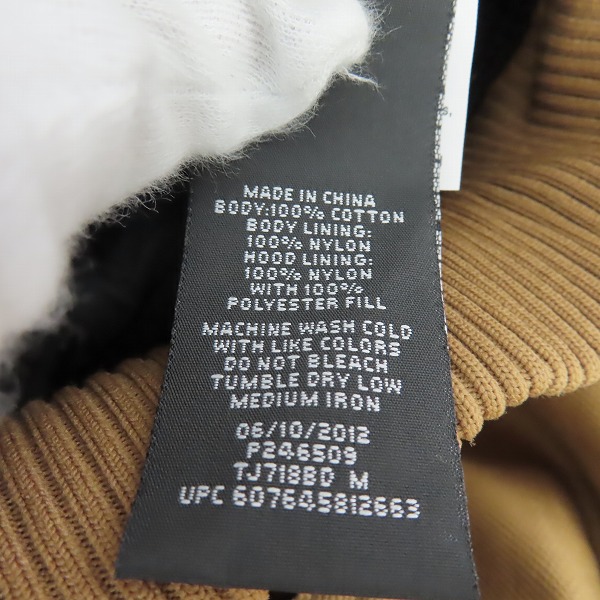 MADE IN CHINA
BODY:100% COTTON
BODY LINING:
100% NYLON
HOOD LINING:
100% NYLON
WITH 100%
POLYESTER FILL
MACHINE WASH COLD
WITH LIKE COLORS
DO NOT BLEACH
TUMBLE DRY LOW
MEDIUM IRON
06/10/2012
P246509
TJ718BD M
UPC 607645812663